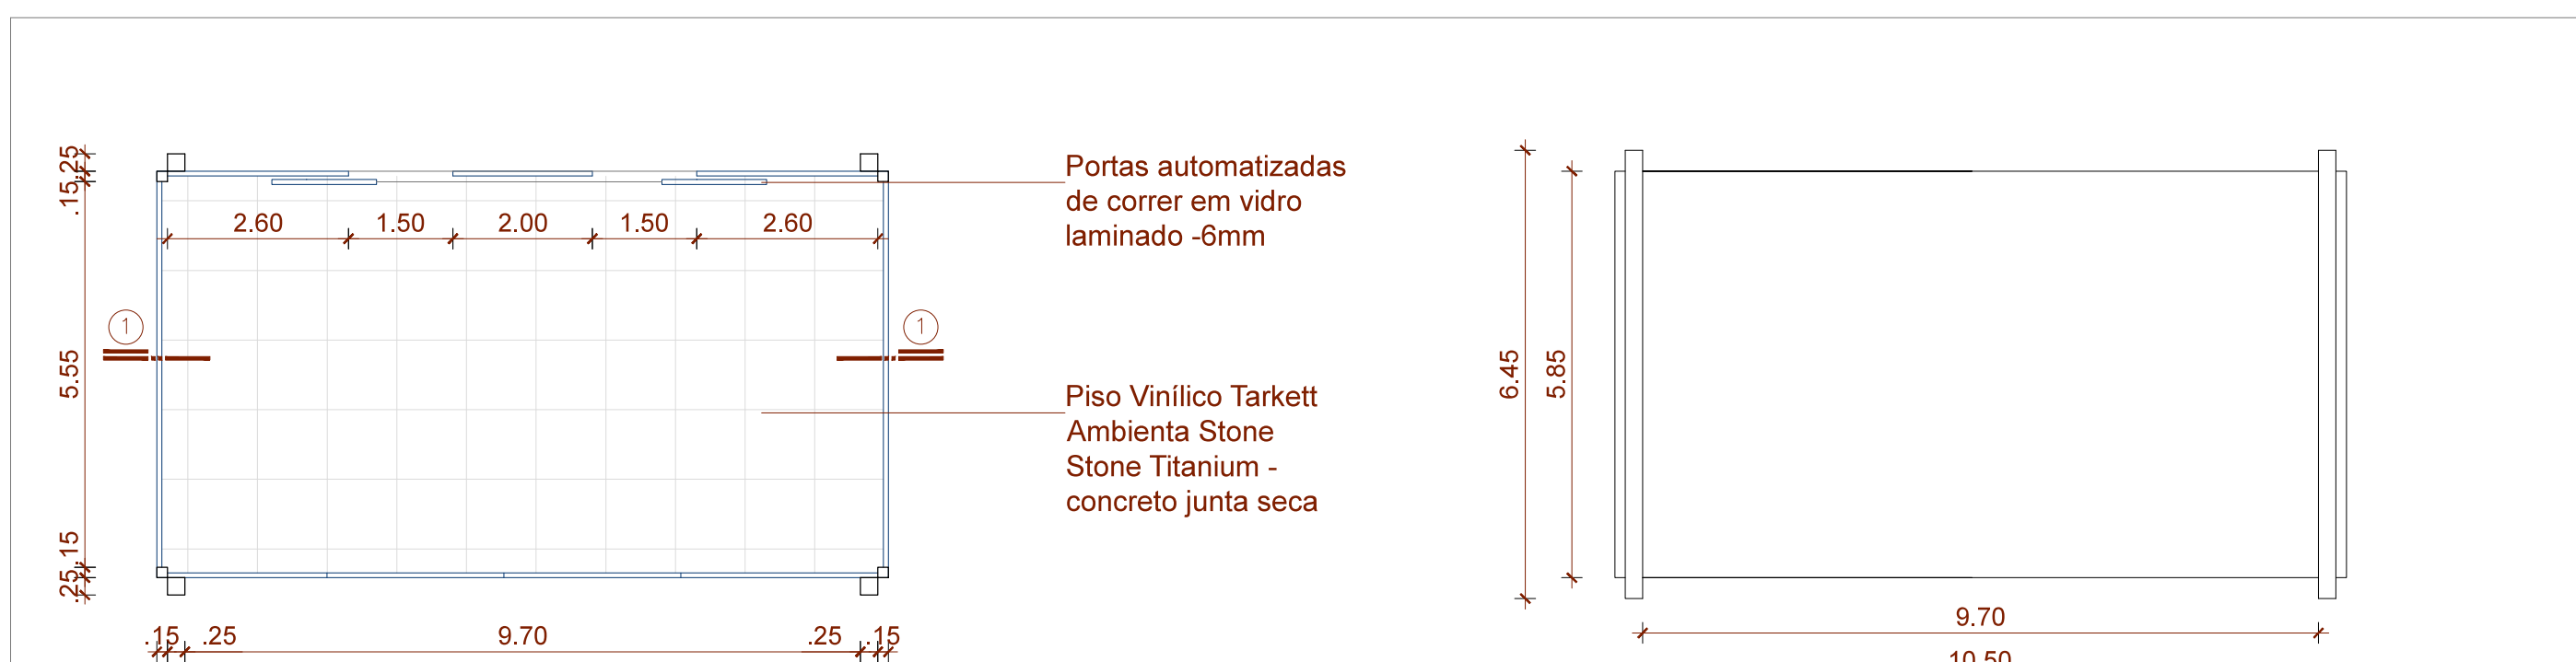 .25
.15
5.55
.15
.25
2.60 1.50 2.00 1.50 2.60
1
1
.15 .25 9.70 .25 .15
Portas automatizadas
de correr em vidro
laminado -6mm
Piso Vinílico Tarkett
Ambienta Stone
Stone Titanium -
concreto junta seca
6.45
5.85
9.70
10.50